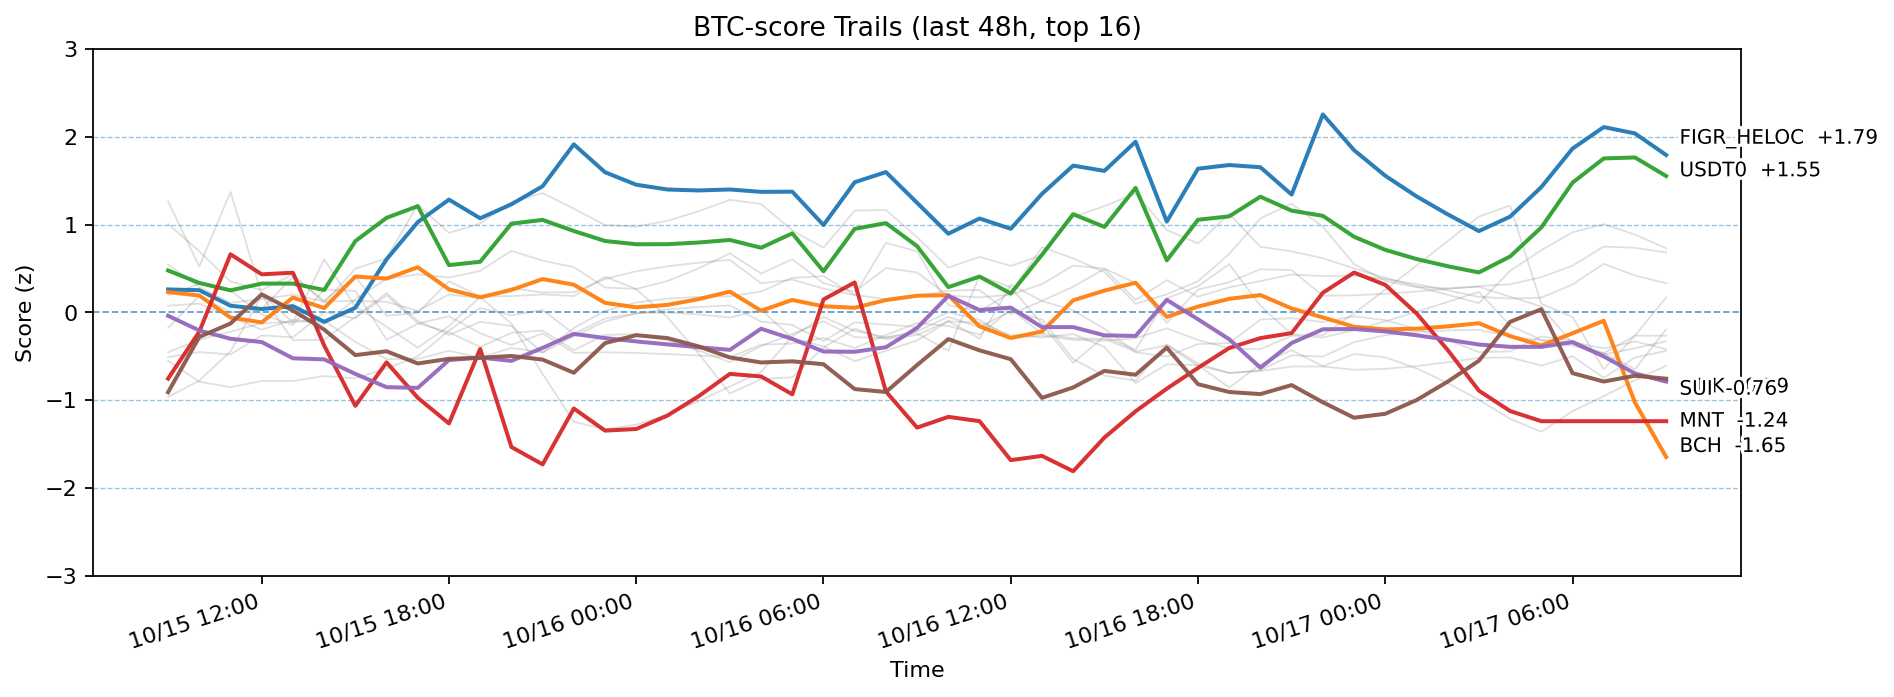 BTC-score Trails (last 48h, top 16)
3
2
1
0
−1
−2
−3
Score (z)
FIGR_HELOC +1.79
USDT0 +1.55
MNT -1.24
BCH -1.65
10/15 12:00
10/15 18:00
10/16 00:00
10/16 06:00
10/16 12:00
10/16 18:00
10/17 00:00
10/17 06:00
Time